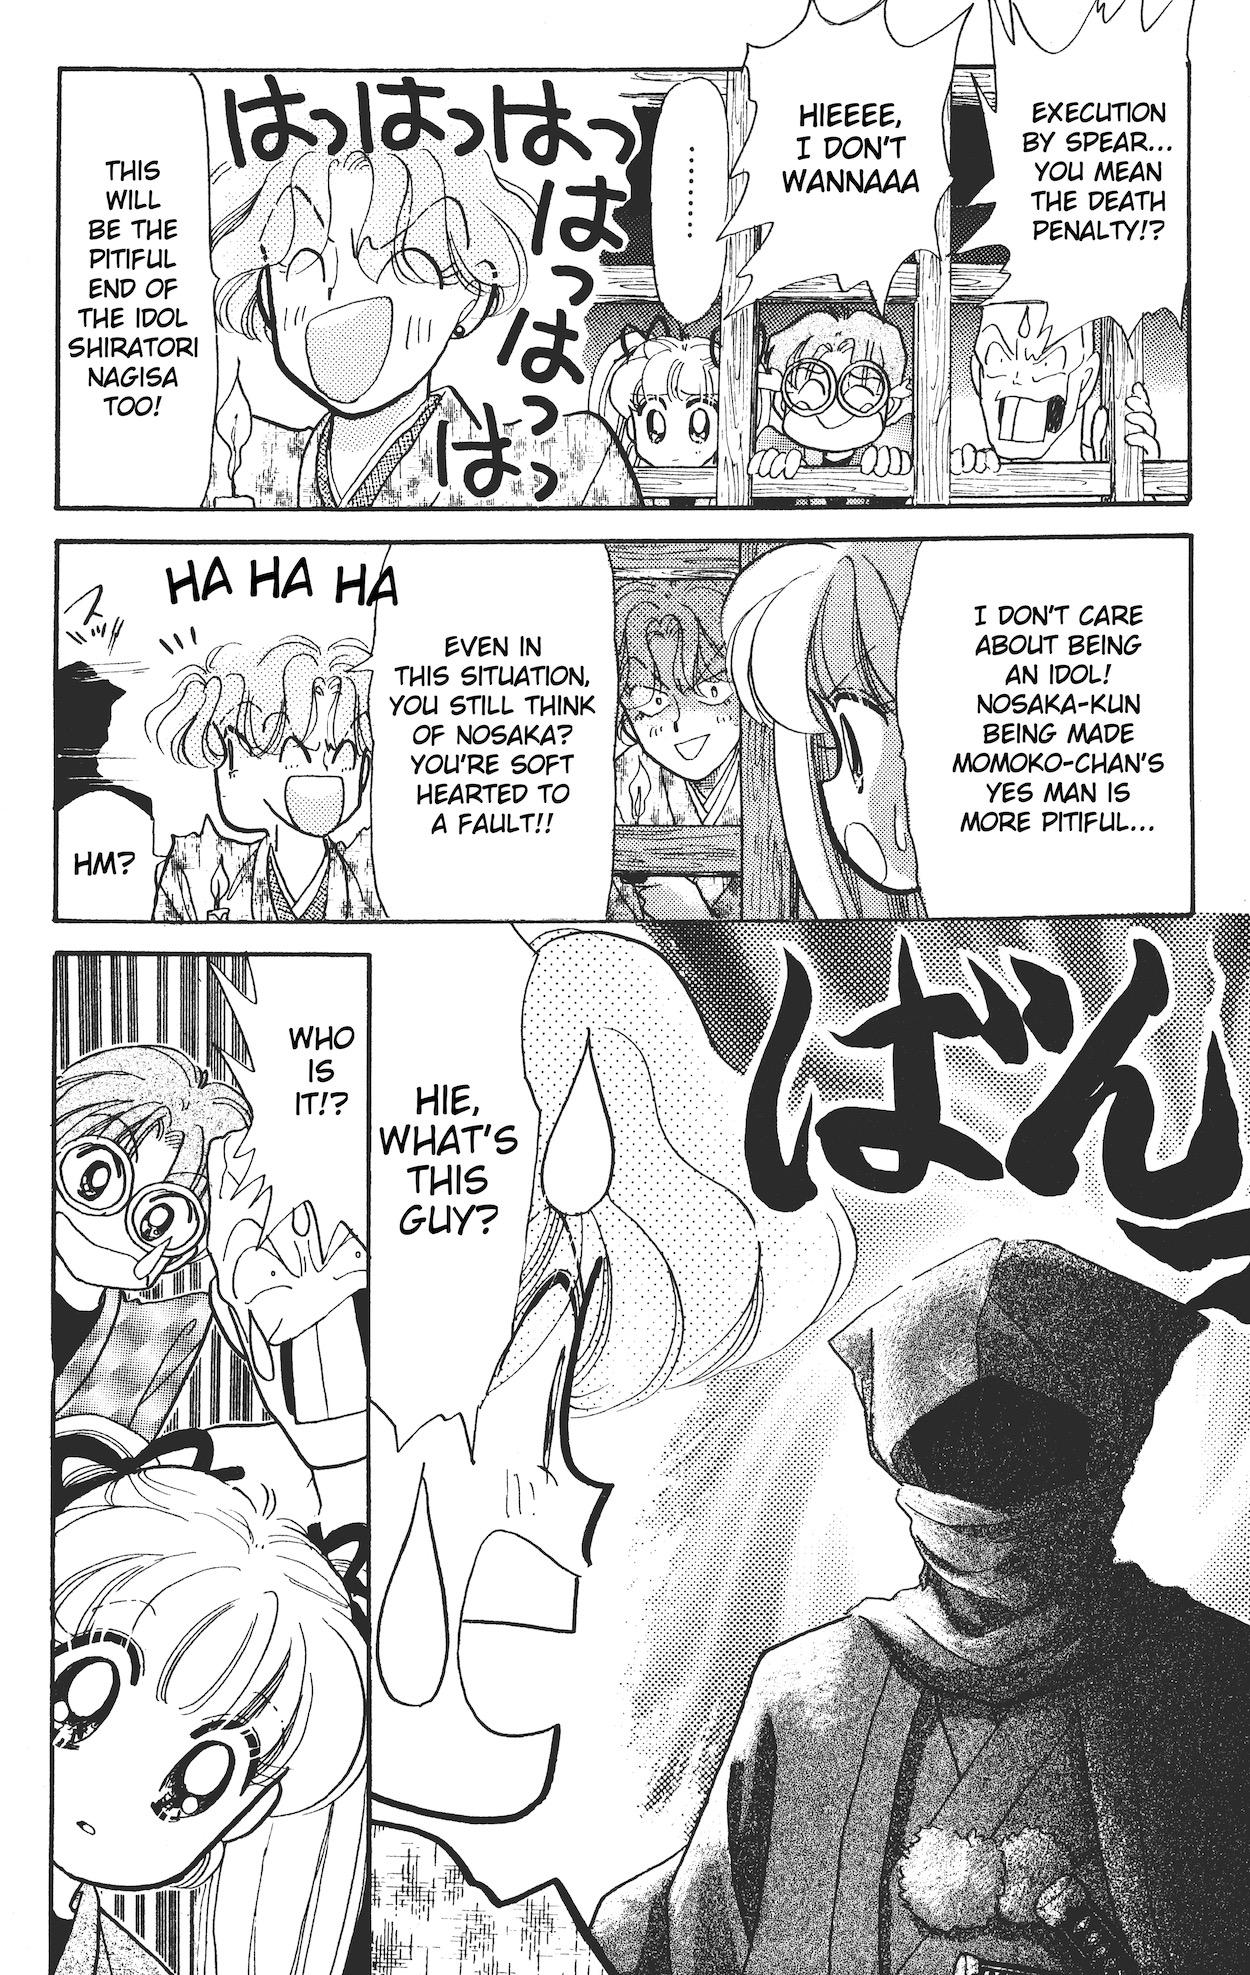 EXECUTION
BY SPEAR...
YOU MEAN
THE DEATH
PENALTY!?
HIEEEE,
I DON'T
WANNAAA
.........
はっはっはっ
はっ
はっ
はっ
THIS
WILL
BE THE
PITIFUL
END OF
THE IDOL
SHIRATORI
NAGISA
TOO!
I DON'T CARE
ABOUT BEING
AN IDOL!
NOSAKA-KUN
BEING MADE
MOMOKO-CHAN'S
YES MAN IS
MORE PITIFUL...
EVEN IN
THIS SITUATION,
YOU STILL THINK
OF NOSAKA?
YOU'RE SOFT
HEARTED TO
A FAULT!!
HA HA HA
ス
HM?
ばんっ
HIE,
WHAT'S
THIS
GUY?
WHO
IS
IT!?